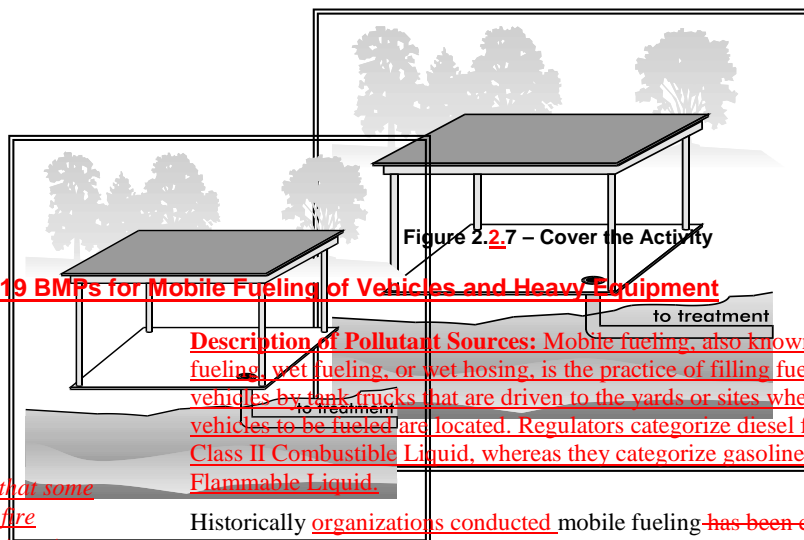 Figure 2.2.7 – Cover the Activity
19 BMPs for Mobile Fueling of Vehicles and Heavy Equipment
to treatment
Description of Pollutant Sources: Mobile fueling, also known
fueling, wet fueling, or wet hosing, is the practice of filling fue
vehicles by tank trucks that are driven to the yards or sites whe
to treatment
vehicles to be fueled are located. Regulators categorize diesel f
Class II Combustible Liquid, whereas they categorize gasoline
that some
Flammable Liquid.
fire
Historically organizations conducted mobile fueling has been